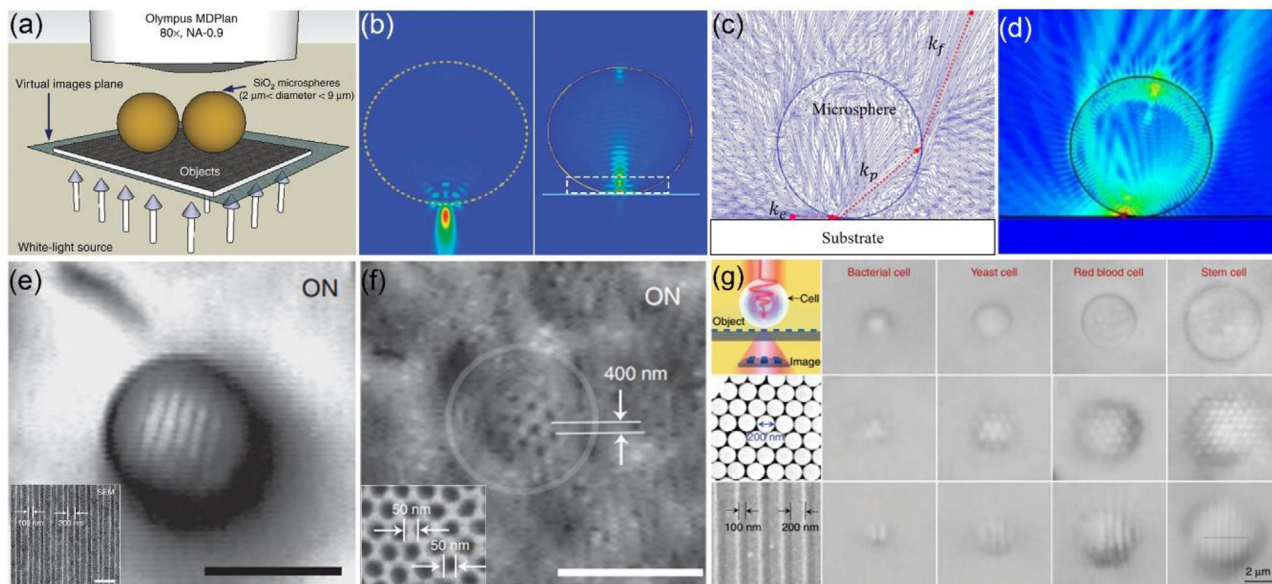 (a)
Olympus MDPlan
80×, NA-0.9
Virtual images plane
SiO2 microspheres
(2 μm< diameter < 9 μm)
Objects
White-light source
(b)
(c)
kf
Microsphere
kp
ke
Substrate
(d)
(e)
ON
SEM
100 nm
200 nm
(f)
ON
400 nm
50 nm
50 nm
(g)
Cell
Object
Image
Bacterial cell
Yeast cell
Red blood cell
Stem cell
200 nm
100 nm
200 nm
2 μm